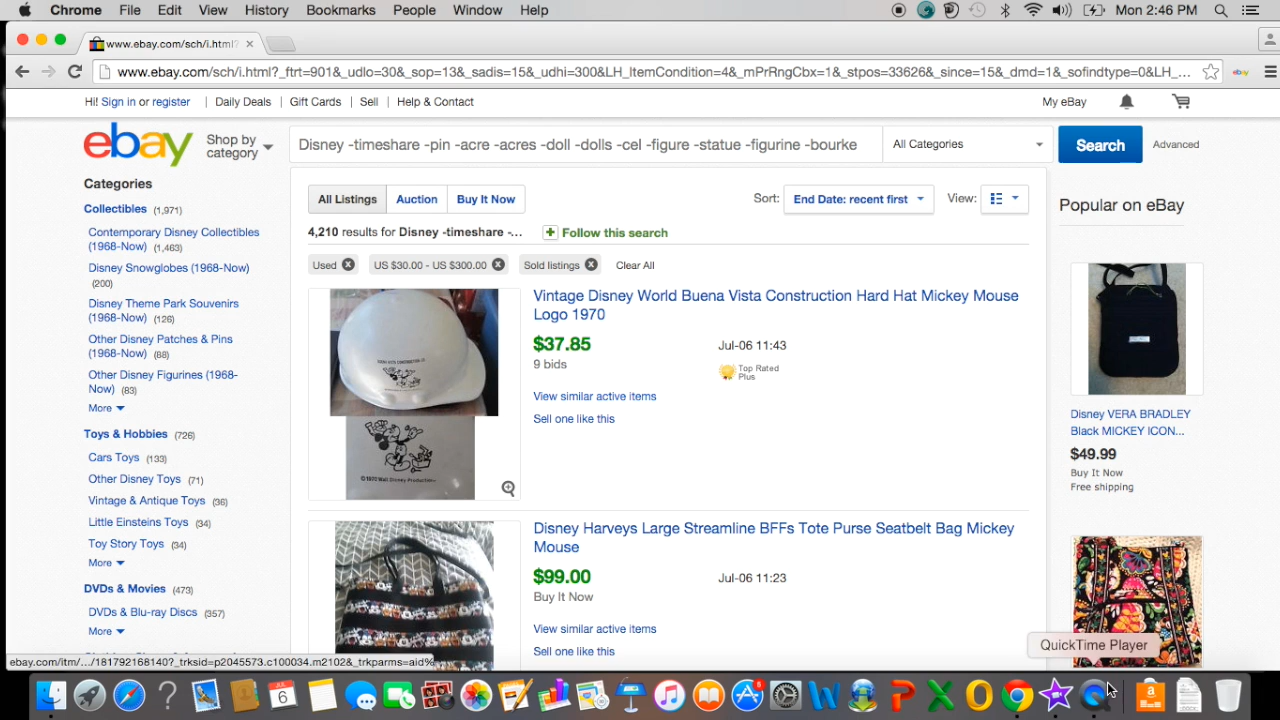 Chrome File Edit View History Bookmarks People Window Help Mon 2:46 PM
www.ebay.com/sch/i.html?
www.ebay.com/sch/i.html?_ftrt=901&_udlo=30&_sop=13&_sadis=15&_udhi=300&LH_ItemCondition=4&_mPrRngCbx=1&_stpos=33626&_since=15&_dmd=1&_sofindtype=0&LH_...
Hi! Sign in or register Daily Deals Gift Cards Sell Help & Contact My eBay
ebay Shop by category
Disney -timeshare -pin -acre -acres -doll -dolls -cel -figure -statue -figurine -bourke All Categories Search Advanced
Categories
Collectibles (1,971)
Contemporary Disney Collectibles
(1968-Now) (1,463)
Disney Snowglobes (1968-Now)
(200)
Disney Theme Park Souvenirs
(1968-Now) (126)
Other Disney Patches & Pins
(1968-Now) (88)
Other Disney Figurines (1968-
Now) (83)
More
Toys & Hobbies (726)
Cars Toys (133)
Other Disney Toys (71)
Vintage & Antique Toys (36)
Little Einsteins Toys (34)
Toy Story Toys (34)
More
DVDs & Movies (473)
DVDs & Blu-ray Discs (357)
More
All Listings Auction Buy It Now Sort: End Date: recent first View:
4,210 results for Disney -timeshare -... Follow this search
Used US $30.00 - US $300.00 Sold listings Clear All
Vintage Disney World Buena Vista Construction Hard Hat Mickey Mouse
Logo 1970
$37.85 Jul-06 11:43
9 bids Top Rated
Plus
View similar active items
Sell one like this
Disney Harveys Large Streamline BFFs Tote Purse Seatbelt Bag Mickey
Mouse
$99.00 Jul-06 11:23
Buy It Now
View similar active items
Sell one like this
Popular on eBay
Disney VERA BRADLEY
Black MICKEY ICON...
$49.99
Buy It Now
Free shipping
QuickTime Player
ebay.com/itm/.../181792168140?_trksid=p2045573.c100034.m2102&_trkparms=aid%